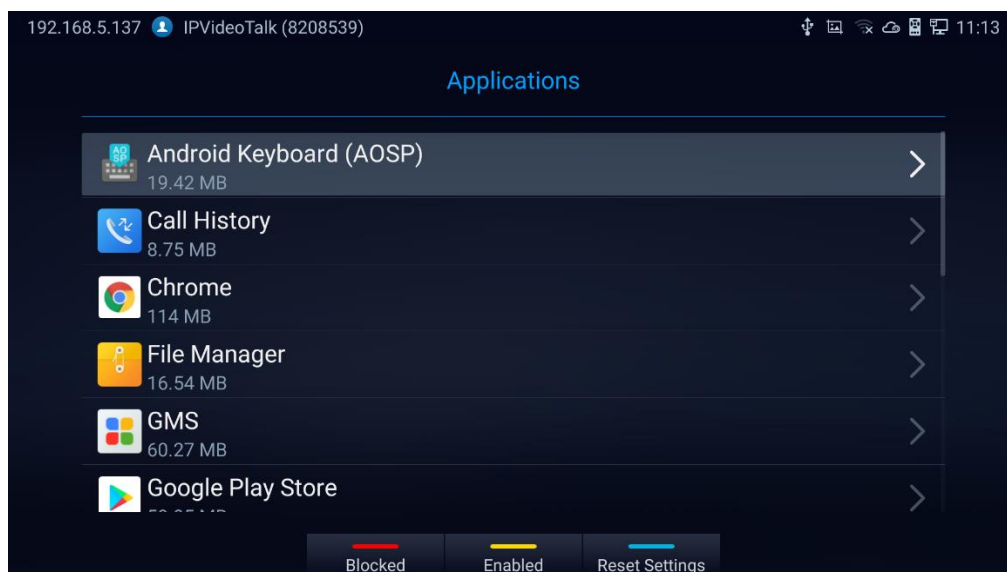 192.168.5.137 IPVideoTalk (8208539) 11:13
Applications
AOSP
Android Keyboard (AOSP)
19.42 MB
Call History
8.75 MB
Chrome
114 MB
File Manager
16.54 MB
GMS
60.27 MB
Google Play Store
Blocked Enabled Reset Settings